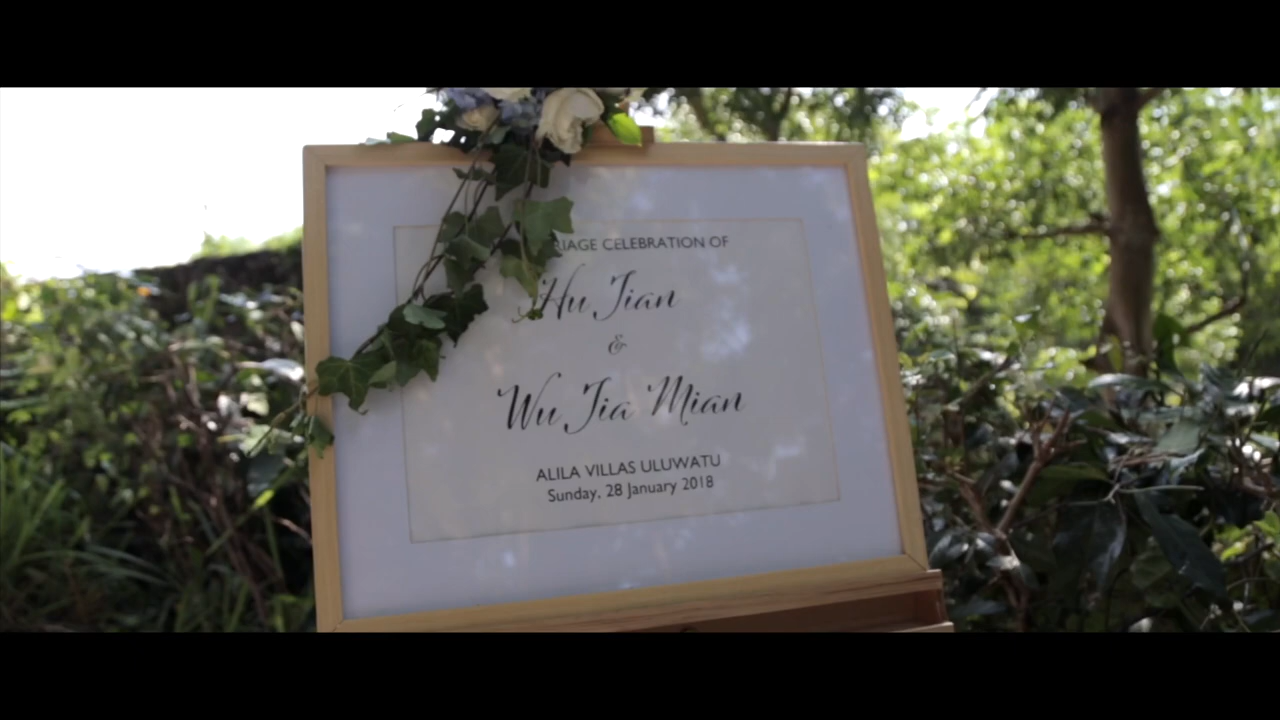 RIAGE CELEBRATION OF
Hu Jian
&
Wu Jia Mian
ALILA VILLAS ULUWATU
Sunday, 28 January 2018